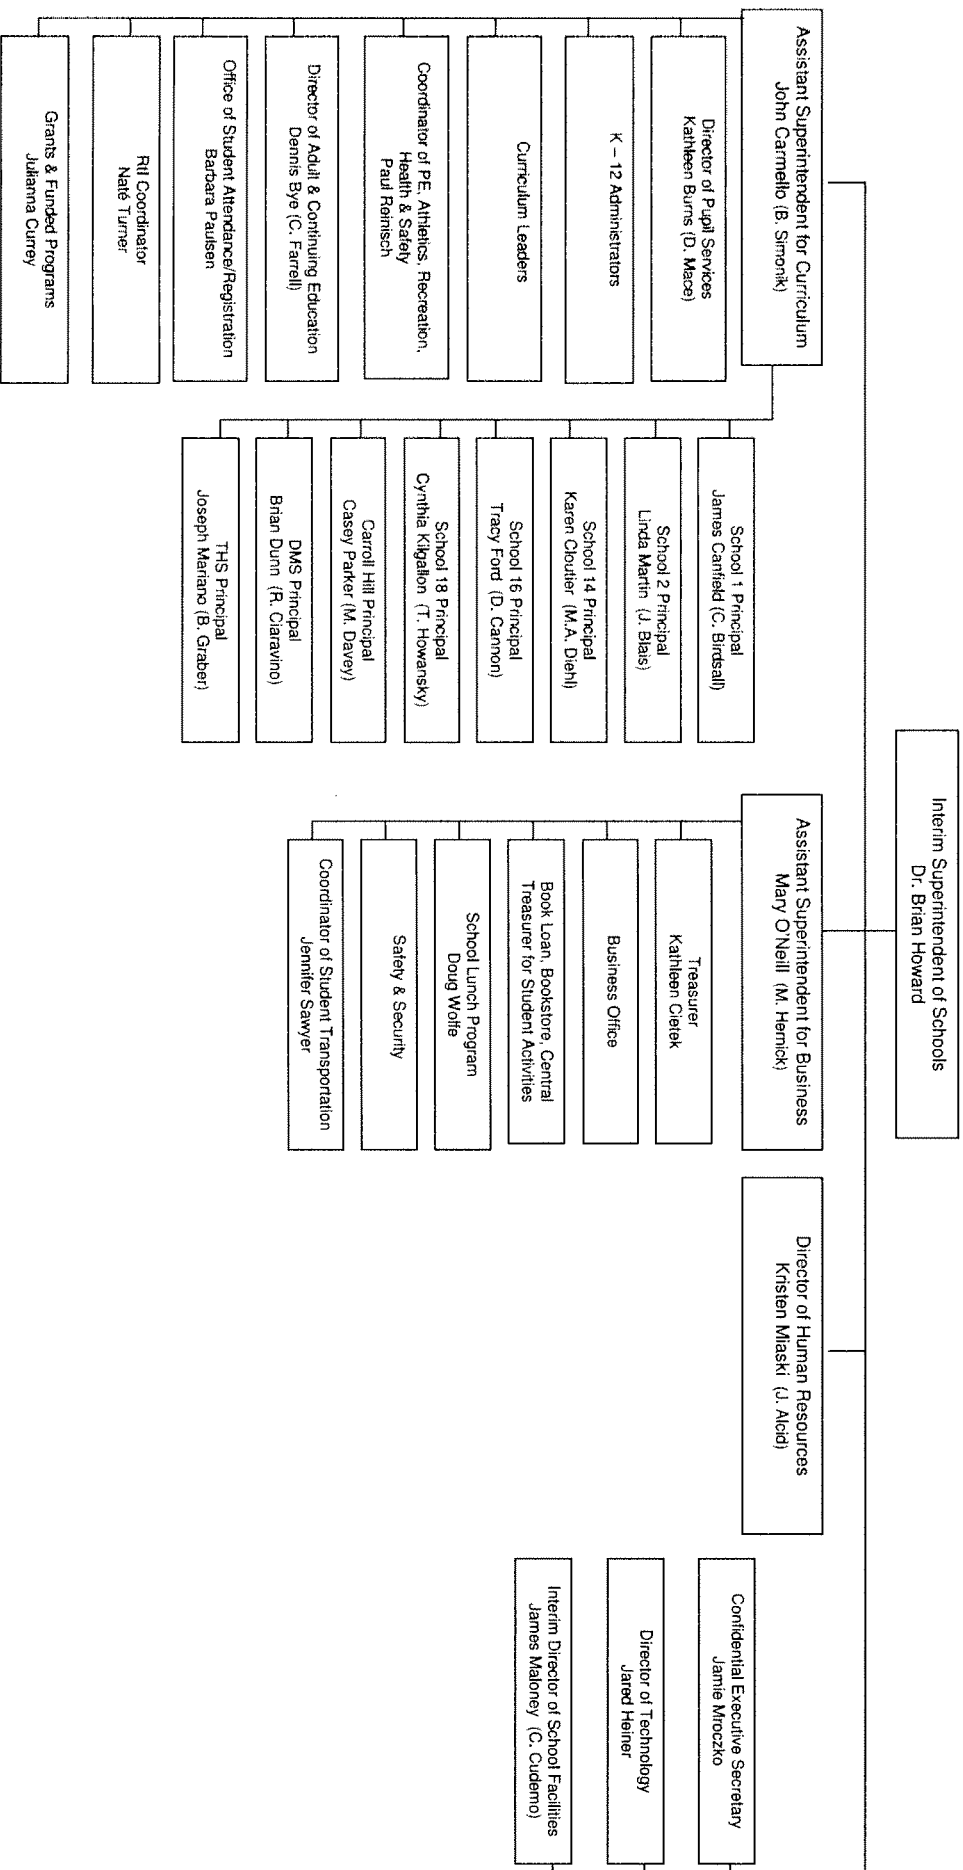 Interim Superintendent of Schools
Dr. Brian Howard
Assistant Superintendent for Curriculum
John Carmello (B. Simonik)
Director of Pupil Services
Kathleen Burns (D. Mace)
K – 12 Administrators
Curriculum Leaders
Coordinator of PE, Athletics, Recreation,
Health & Safety
Paul Reinisch
Director of Adult & Continuing Education
Dennis Bye (C. Farrell)
Office of Student Attendance/Registration
Barbara Paulsen
RtI Coordinator
Naté Turner
Grants & Funded Programs
Julianna Currey
School 1 Principal
James Canfield (C. Birdsall)
School 2 Principal
Linda Martin (J. Blais)
School 14 Principal
Karen Cloutier (M.A. Diehl)
School 16 Principal
Tracy Ford (D. Cannon)
School 18 Principal
Cynthia Kilgallon (T. Howansky)
Carroll Hill Principal
Casey Parker (M. Davey)
DMS Principal
Brian Dunn (R. Ciaravino)
THS Principal
Joseph Mariano (B. Graber)
Assistant Superintendent for Business
Mary O'Neill (M. Hernick)
Treasurer
Kathleen Cietek
Business Office
Book Loan, Bookstore, Central
Treasurer for Student Activities
School Lunch Program
Doug Wolfe
Safety & Security
Coordinator of Student Transportation
Jennifer Sawyer
Director of Human Resources
Kristen Miaski (J. Alcid)
Confidential Executive Secretary
Jamie Mroczko
Director of Technology
Jared Heiner
Interim Director of School Facilities
James Maloney (C. Cudemo)